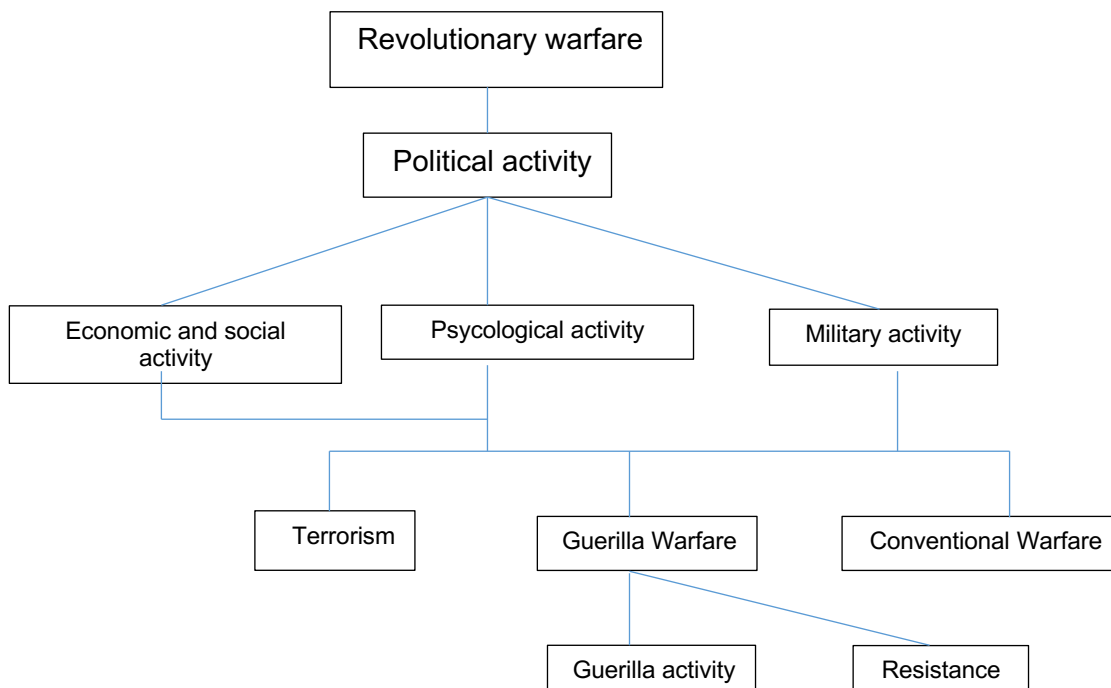 Revolutionary warfare
Political activity
Economic and social
activity
Psycological activity
Military activity
Terrorism
Guerilla Warfare
Conventional Warfare
Guerilla activity
Resistance